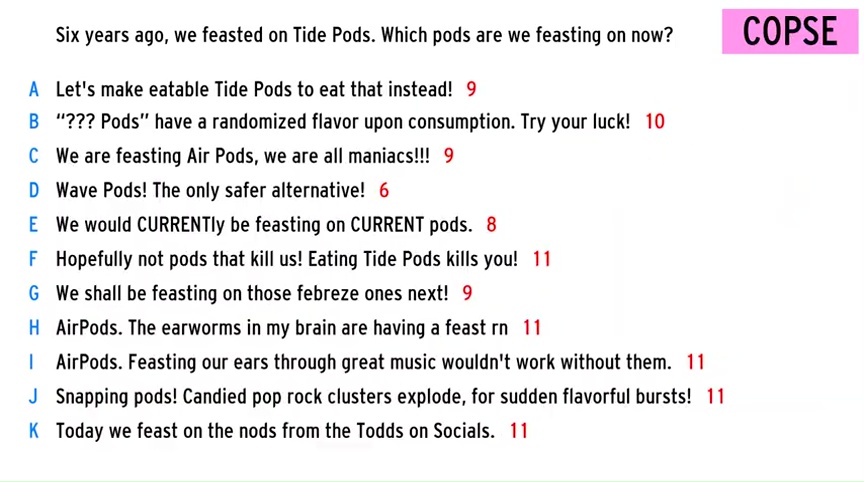 Six years ago, we feasted on Tide Pods. Which pods are we feasting on now?
COPSE
A Let's make eatable Tide Pods to eat that instead! 9
B “??? Pods” have a randomized flavor upon consumption. Try your luck! 10
C We are feasting Air Pods, we are all maniacs!!! 9
D Wave Pods! The only safer alternative! 6
E We would CURRENTly be feasting on CURRENT pods. 8
F Hopefully not pods that kill us! Eating Tide Pods kills you! 11
G We shall be feasting on those febreze ones next! 9
H AirPods. The earworms in my brain are having a feast rn 11
I AirPods. Feasting our ears through great music wouldn't work without them. 11
J Snapping pods! Candied pop rock clusters explode, for sudden flavorful bursts! 11
K Today we feast on the nods from the Todds on Socials. 11